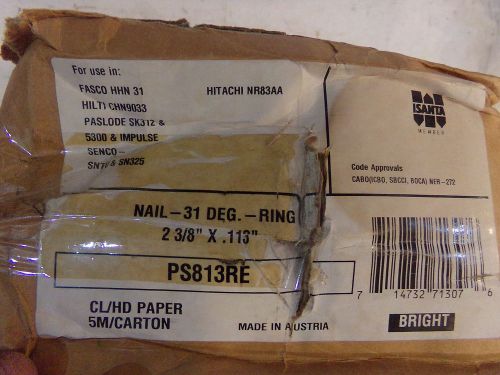 For use in:
FASCO HHN 31
HITACHI NR83AA
HILTI CHN9033
PASLODE SK312 &
5300 & IMPULSE
SENCO-
SN325
ISANTA
MEMBER
Code Approvals
CABO(ICBO, SBCCI, BOCA) NER-272
NAIL-31 DEG.-RING
2 3/8" X .113"
PS813RE
CL/HD PAPER
5M/CARTON
MADE IN AUSTRIA
7 14732 71307 6
BRIGHT